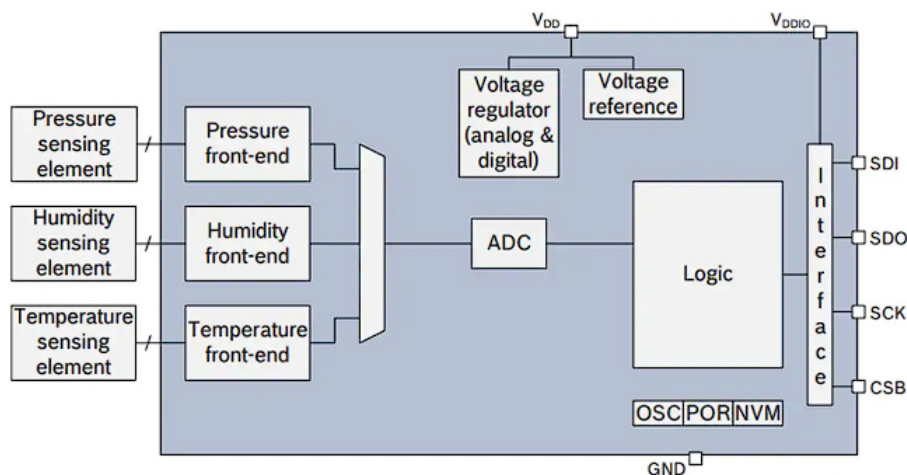 VDD
VDDIO
Voltage
regulator
(analog &
digital)
Voltage
reference
Pressure
sensing
element
Pressure
front-end
Humidity
sensing
element
Humidity
front-end
Temperature
sensing
element
Temperature
front-end
ADC
Logic
OSC POR NVM
Interface
SDI
SDO
SCK
CSB
GND